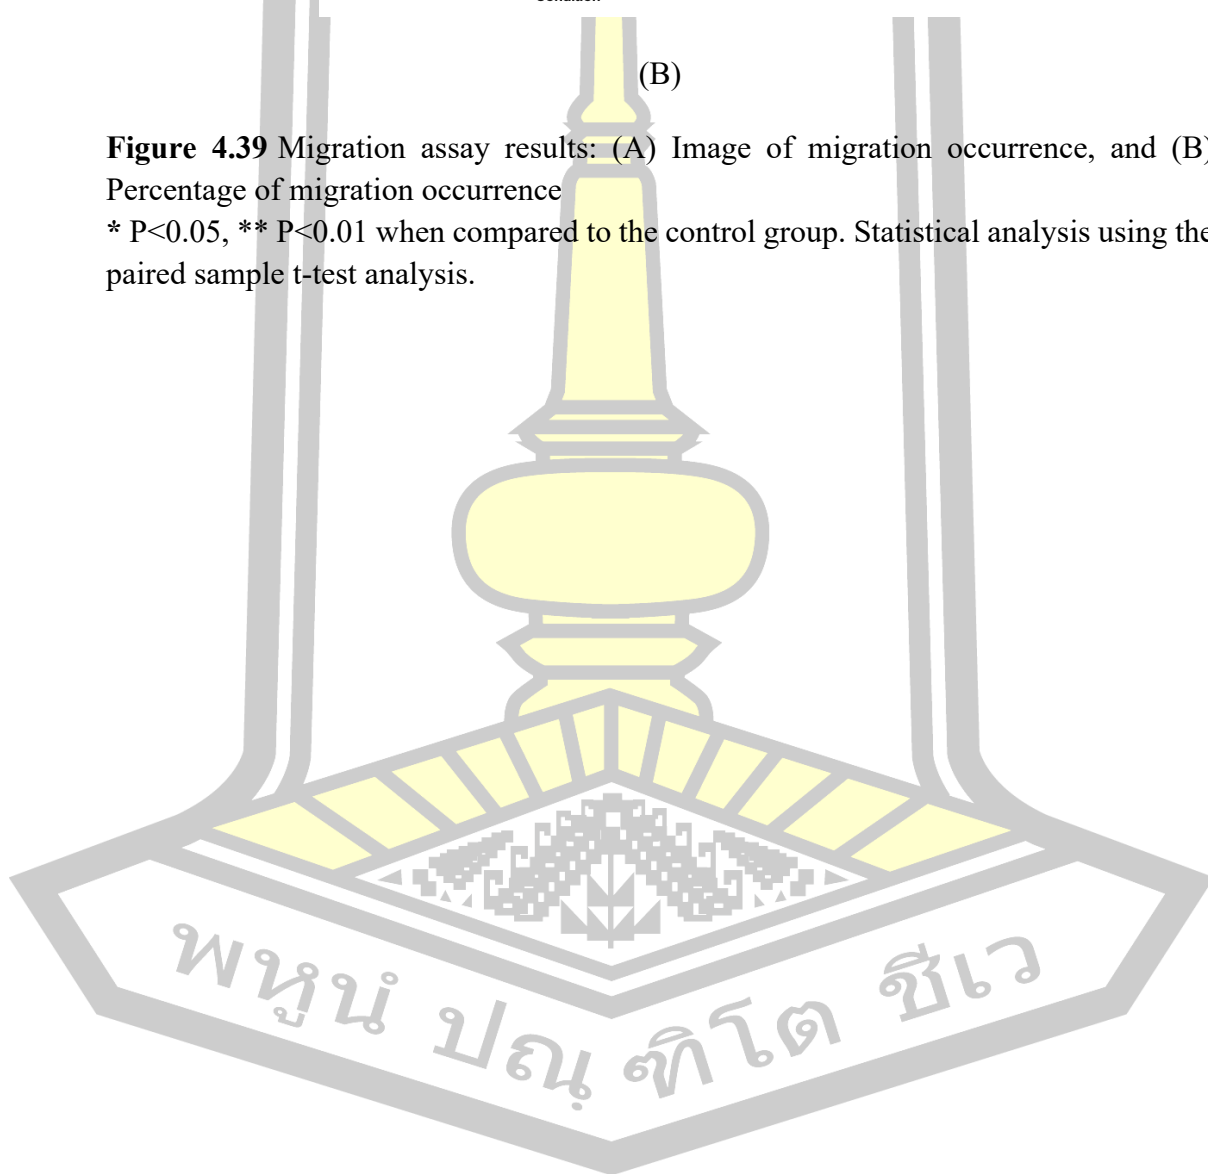 (B)
Figure 4.39 Migration assay results: (A) Image of migration occurrence, and (B)
Percentage of migration occurrence
* P<0.05, ** P<0.01 when compared to the control group. Statistical analysis using the
paired sample t-test analysis.
พหูนํ ปณฺฑิโต ชีเว